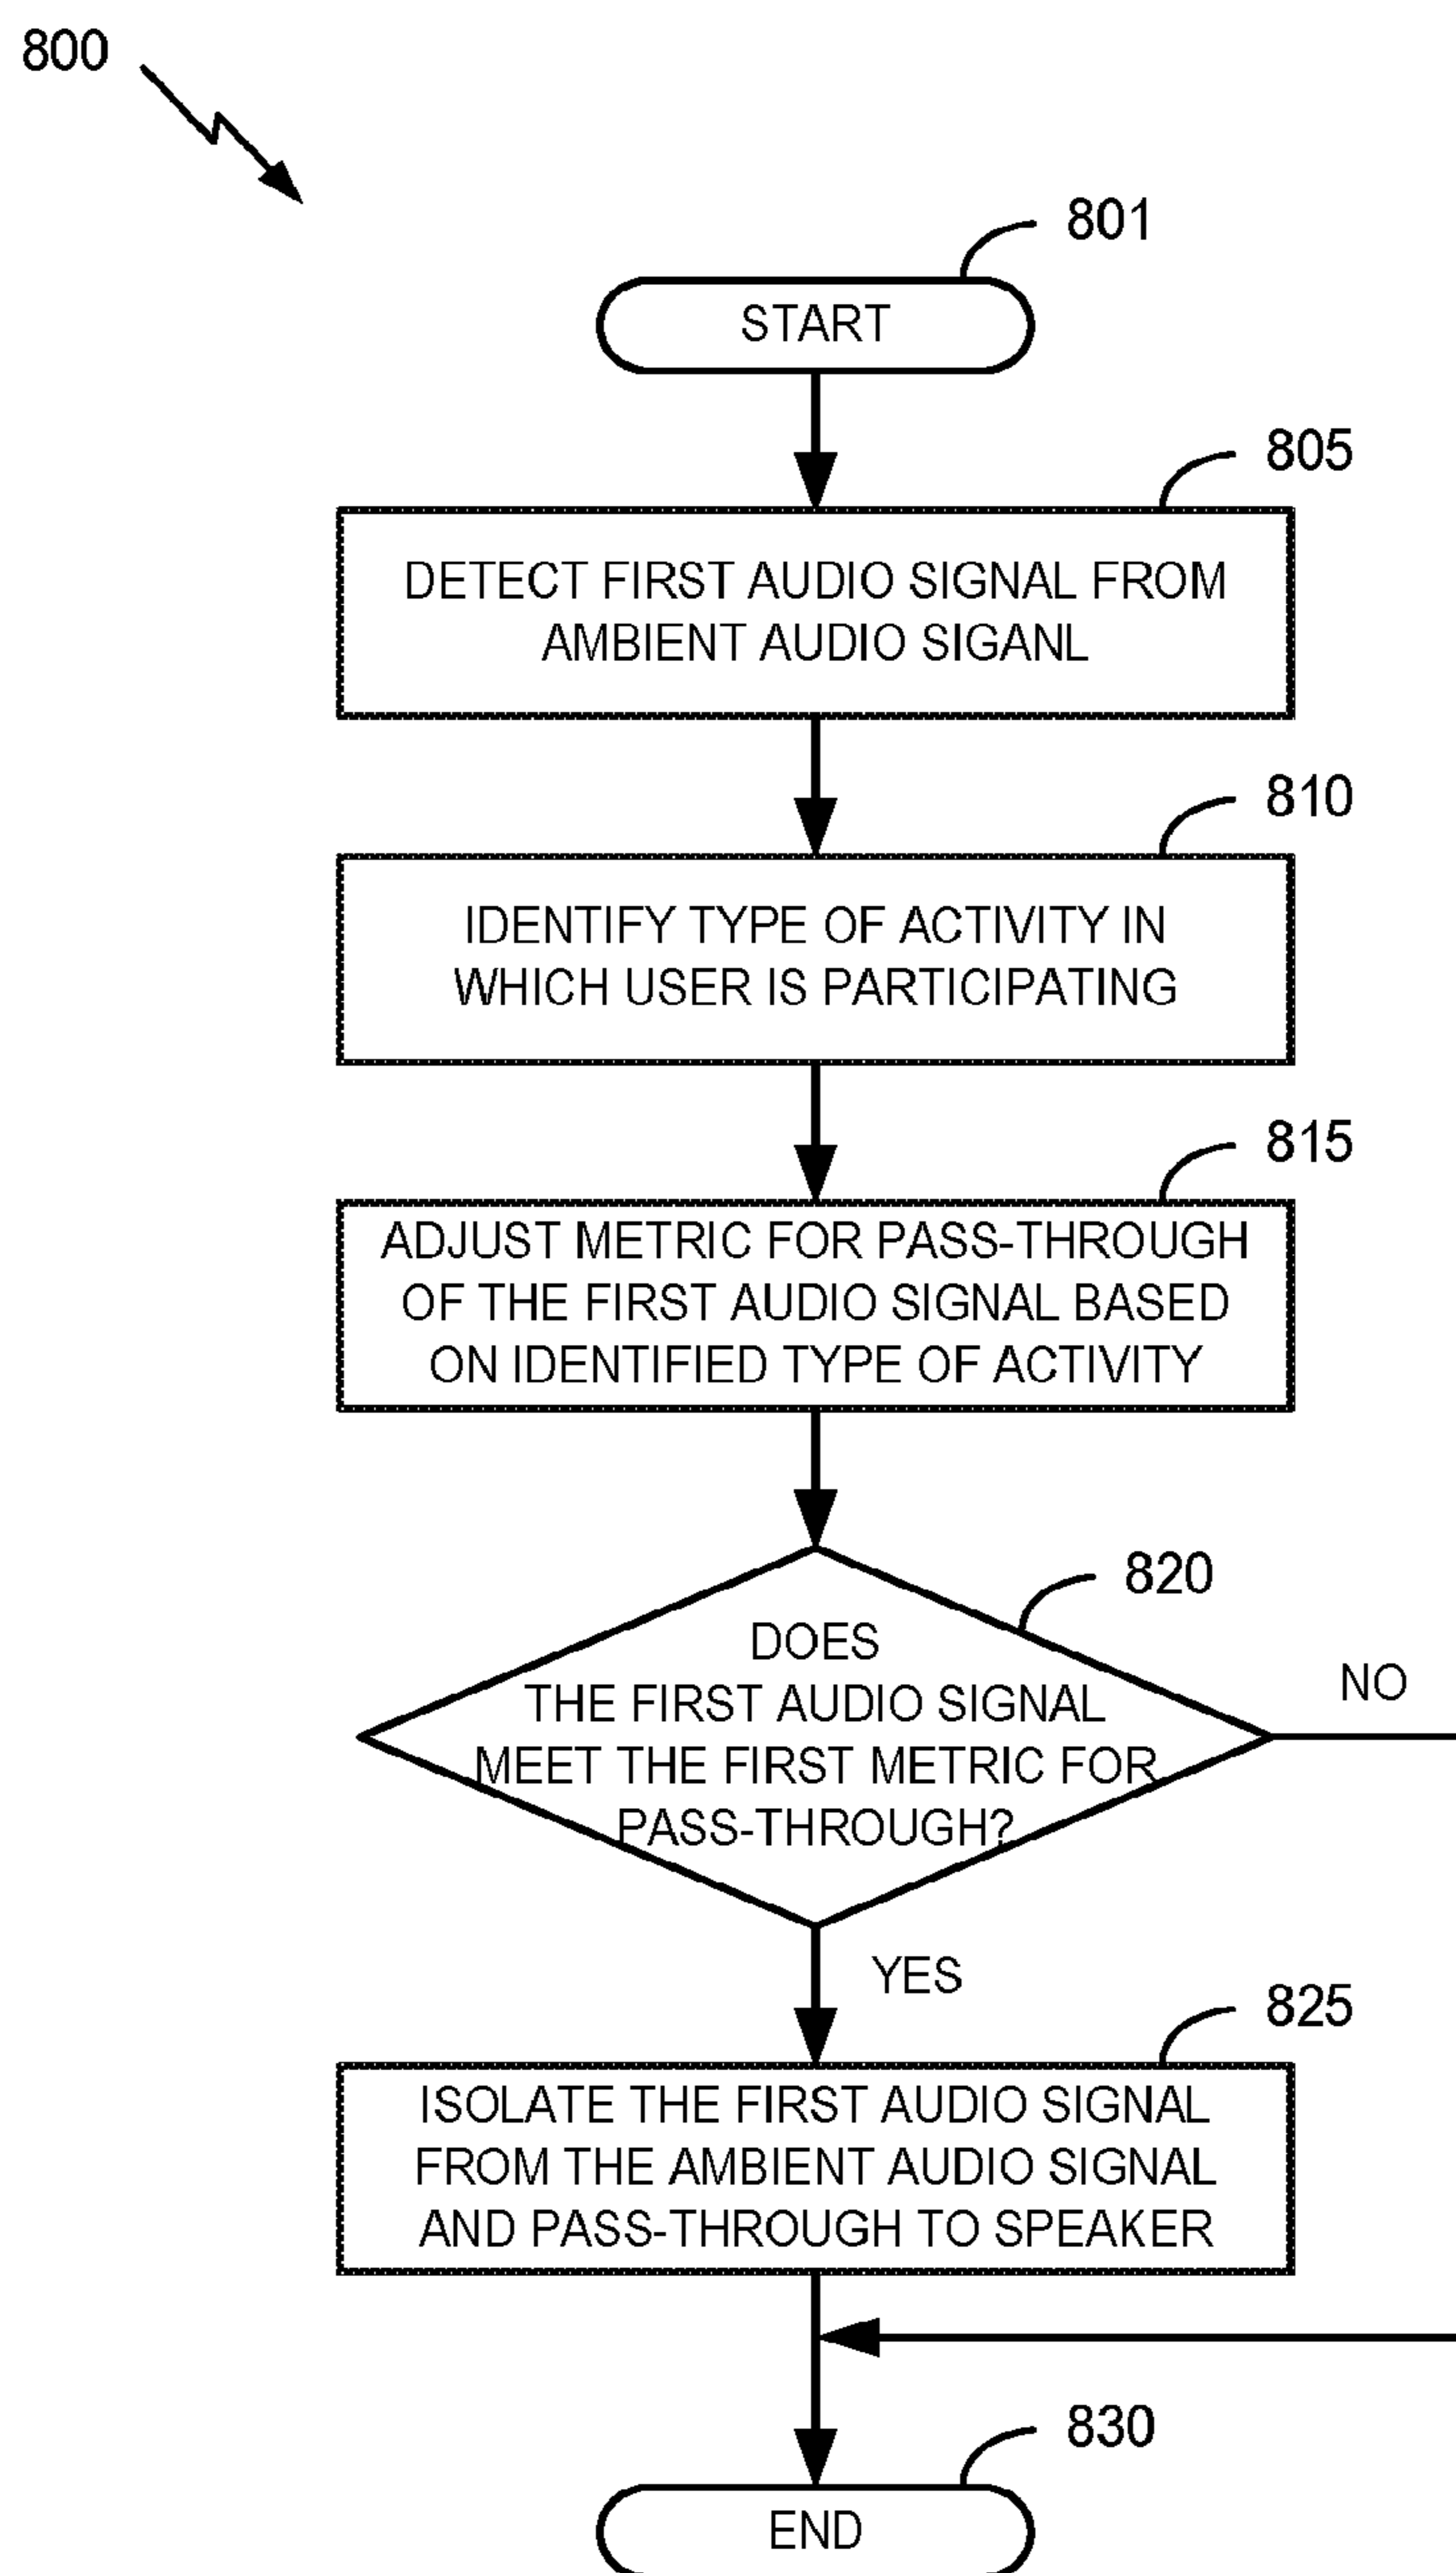 800
801
START
805
DETECT FIRST AUDIO SIGNAL FROM
AMBIENT AUDIO SIGANL
810
IDENTIFY TYPE OF ACTIVITY IN
WHICH USER IS PARTICIPATING
815
ADJUST METRIC FOR PASS-THROUGH
OF THE FIRST AUDIO SIGNAL BASED
ON IDENTIFIED TYPE OF ACTIVITY
820
DOES
THE FIRST AUDIO SIGNAL
MEET THE FIRST METRIC FOR
PASS-THROUGH?
NO
YES
825
ISOLATE THE FIRST AUDIO SIGNAL
FROM THE AMBIENT AUDIO SIGNAL
AND PASS-THROUGH TO SPEAKER
830
END